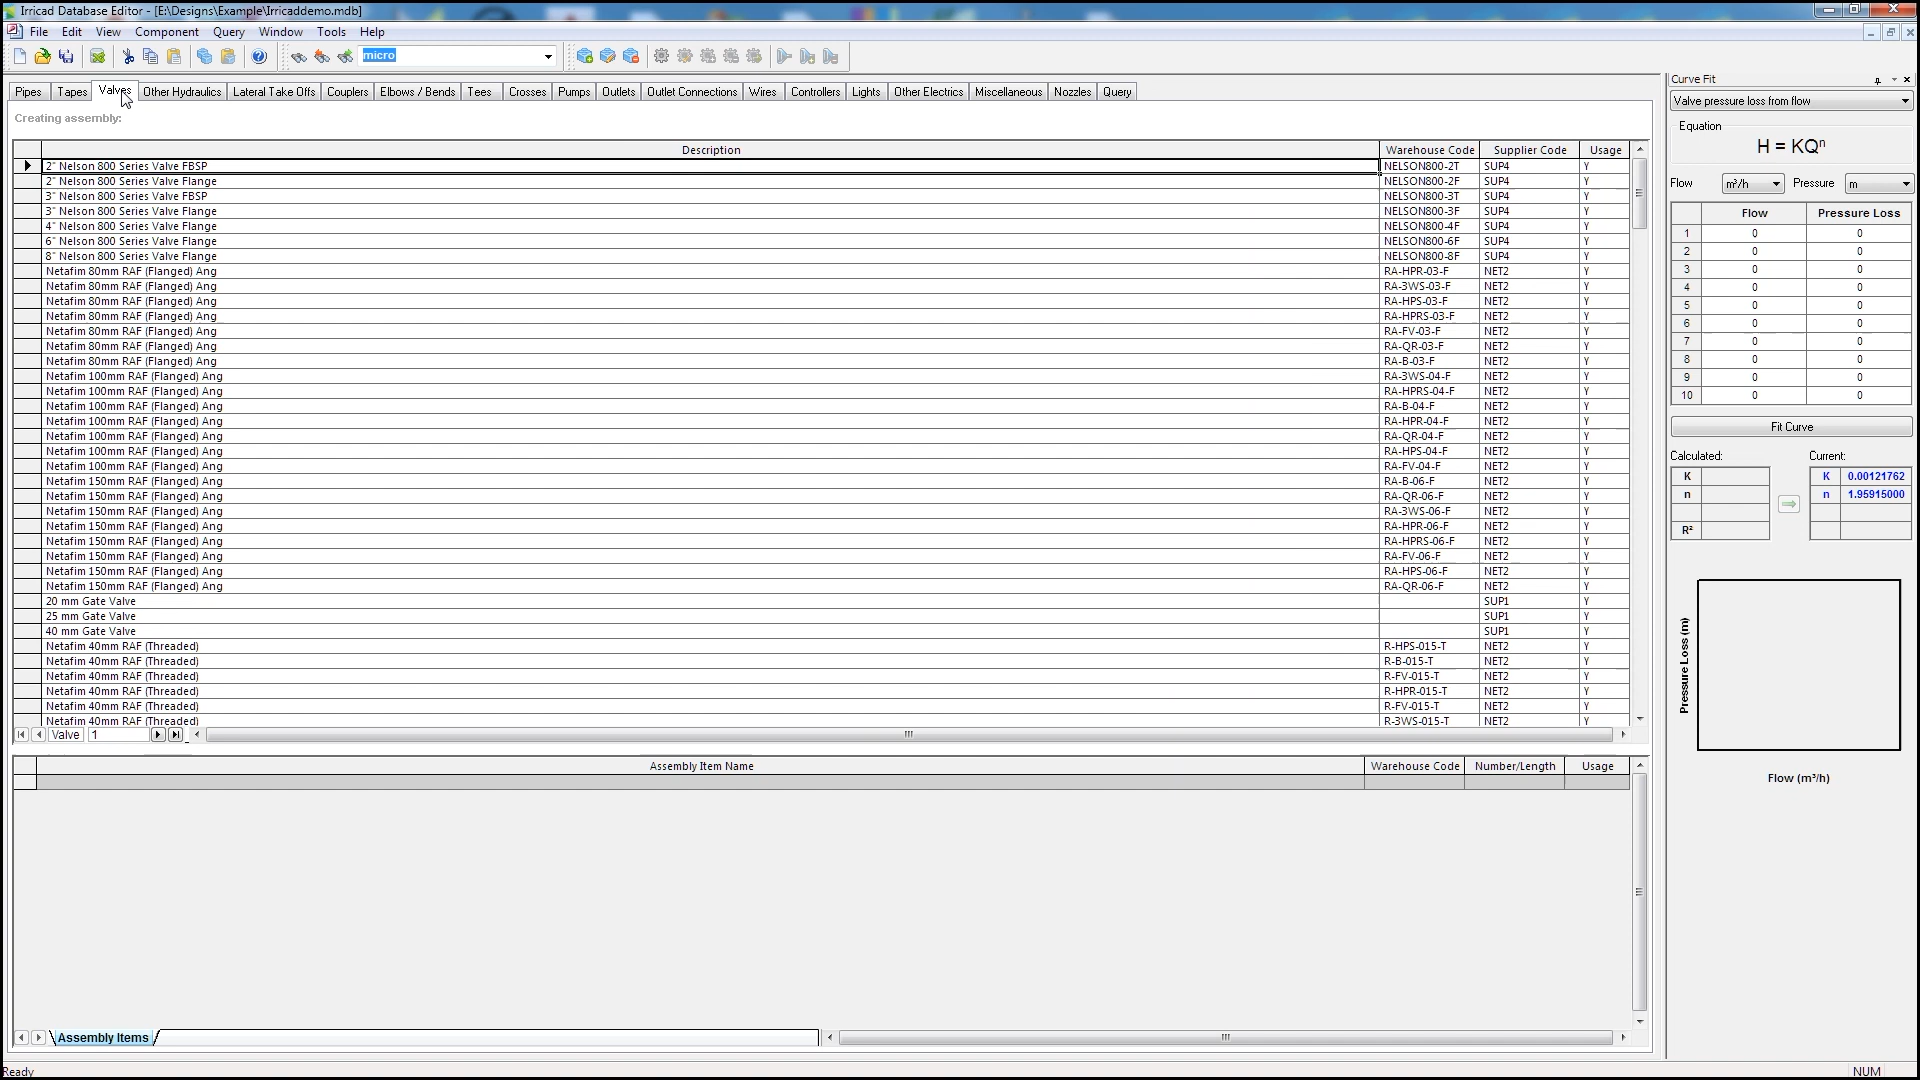 Irricad Database Editor - [E:\Designs\Example\Irricaddemo.mdb]
File Edit View Component Query Window Tools Help
micro
Pipes Tapes Valves Other Hydraulics Lateral Take Offs Couplers Elbows / Bends Tees Crosses Pumps Outlets Outlet Connections Wires Controllers Lights Other Electrics Miscellaneous Nozzles Query
Creating assembly:
Description Warehouse Code Supplier Code Usage
2" Nelson 800 Series Valve FBSP NELSON800-2T SUP4 Y
2" Nelson 800 Series Valve Flange NELSON800-2F SUP4 Y
3" Nelson 800 Series Valve FBSP NELSON800-3T SUP4 Y
3" Nelson 800 Series Valve Flange NELSON800-3F SUP4 Y
4" Nelson 800 Series Valve Flange NELSON800-4F SUP4 Y
6" Nelson 800 Series Valve Flange NELSON800-6F SUP4 Y
8" Nelson 800 Series Valve Flange NELSON800-8F SUP4 Y
Netafim 80mm RAF (Flanged) Ang RA-HPR-03-F NET2 Y
Netafim 80mm RAF (Flanged) Ang RA-3WS-03-F NET2 Y
Netafim 80mm RAF (Flanged) Ang RA-HPS-03-F NET2 Y
Netafim 80mm RAF (Flanged) Ang RA-HPRS-03-F NET2 Y
Netafim 80mm RAF (Flanged) Ang RA-FV-03-F NET2 Y
Netafim 80mm RAF (Flanged) Ang RA-QR-03-F NET2 Y
Netafim 80mm RAF (Flanged) Ang RA-B-03-F NET2 Y
Netafim 100mm RAF (Flanged) Ang RA-3WS-04-F NET2 Y
Netafim 100mm RAF (Flanged) Ang RA-HPRS-04-F NET2 Y
Netafim 100mm RAF (Flanged) Ang RA-B-04-F NET2 Y
Netafim 100mm RAF (Flanged) Ang RA-HPR-04-F NET2 Y
Netafim 100mm RAF (Flanged) Ang RA-QR-04-F NET2 Y
Netafim 100mm RAF (Flanged) Ang RA-HPS-04-F NET2 Y
Netafim 100mm RAF (Flanged) Ang RA-FV-04-F NET2 Y
Netafim 150mm RAF (Flanged) Ang RA-B-06-F NET2 Y
Netafim 150mm RAF (Flanged) Ang RA-QR-06-F NET2 Y
Netafim 150mm RAF (Flanged) Ang RA-3WS-06-F NET2 Y
Netafim 150mm RAF (Flanged) Ang RA-HPR-06-F NET2 Y
Netafim 150mm RAF (Flanged) Ang RA-HPRS-06-F NET2 Y
Netafim 150mm RAF (Flanged) Ang RA-FV-06-F NET2 Y
Netafim 150mm RAF (Flanged) Ang RA-HPS-06-F NET2 Y
Netafim 150mm RAF (Flanged) Ang RA-QR-06-F NET2 Y
20 mm Gate Valve SUP1 Y
25 mm Gate Valve SUP1 Y
40 mm Gate Valve SUP1 Y
Netafim 40mm RAF (Threaded) R-HPS-015-T NET2 Y
Netafim 40mm RAF (Threaded) R-B-015-T NET2 Y
Netafim 40mm RAF (Threaded) R-FV-015-T NET2 Y
Netafim 40mm RAF (Threaded) R-HPR-015-T NET2 Y
Netafim 40mm RAF (Threaded) R-FV-015-T NET2 Y
Netafim 40mm RAF (Threaded) R-3WS-015-T NET2 Y
Valve 1
Assembly Item Name Warehouse Code Number/Length Usage
Assembly Items
Ready NUM
Curve Fit
Valve pressure loss from flow
Equation
H = KQⁿ
Flow m³/h Pressure m
Flow Pressure Loss
1 0 0
2 0 0
3 0 0
4 0 0
5 0 0
6 0 0
7 0 0
8 0 0
9 0 0
10 0 0
Fit Curve
Calculated: Current:
K K 0.00121762
n n 1.95915000
R²
Pressure Loss (m)
Flow (m³/h)